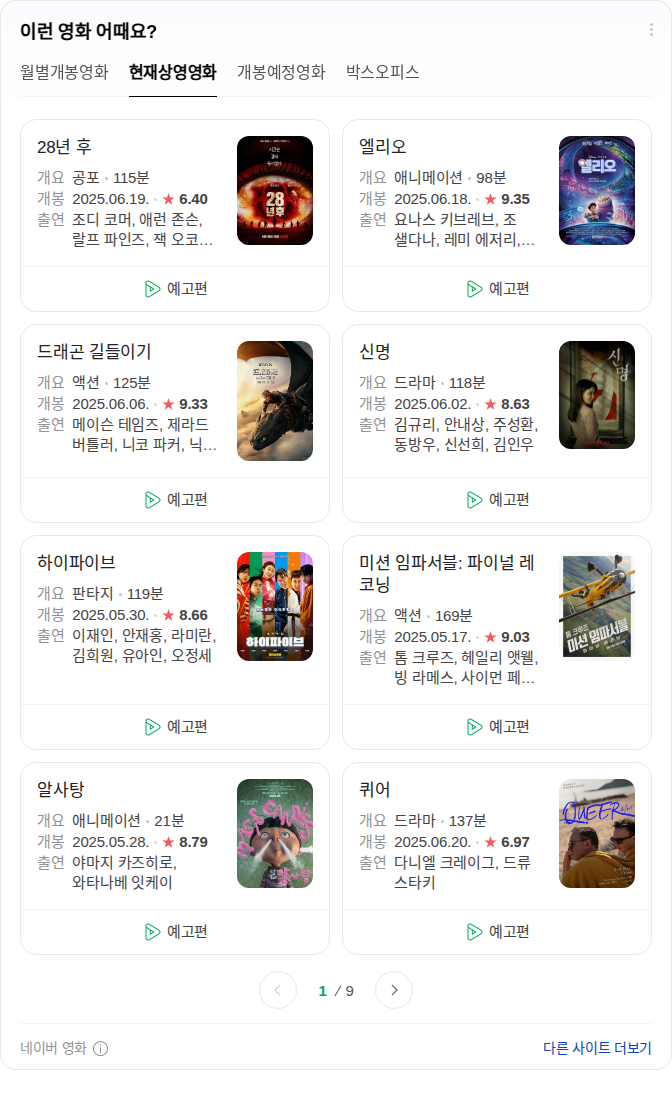 이런 영화 어때요?
월별개봉영화 현재상영영화 개봉예정영화 박스오피스
28년 후
개요 공포 · 115분
개봉 2025.06.19. · ★ 6.40
출연 조디 코머, 애런 존슨,
랄프 파인즈, 잭 오코...
28
년후
예고편
엘리오
개요 애니메이션 · 98분
개봉 2025.06.18. · ★ 9.35
출연 요나스 키브레브, 조
샐다나, 레미 에저리,...
엘리오
예고편
드래곤 길들이기
개요 액션 · 125분
개봉 2025.06.06. · ★ 9.33
출연 메이슨 테임즈, 제라드
버틀러, 니코 파커, 닉...
예고편
신명
개요 드라마 · 118분
개봉 2025.06.02. · ★ 8.63
출연 김규리, 안내상, 주성환,
동방우, 신선희, 김인우
신명
예고편
하이파이브
개요 판타지 · 119분
개봉 2025.05.30. · ★ 8.66
출연 이재인, 안재홍, 라미란,
김희원, 유아인, 오정세
하이파이브
예고편
미션 임파서블: 파이널 레
코닝
개요 액션 · 169분
개봉 2025.05.17. · ★ 9.03
출연 톰 크루즈, 헤일리 앳웰,
빙 라메스, 사이먼 페...
톰 크루즈
미션 임파서블
예고편
알사탕
개요 애니메이션 · 21분
개봉 2025.05.28. · ★ 8.79
출연 야마지 카즈히로,
와타나베 잇케이
알사탕
예고편
퀴어
개요 드라마 · 137분
개봉 2025.06.20. · ★ 6.97
출연 다니엘 크레이그, 드류
스타키
QUEER
예고편
1 / 9
네이버 영화
다른 사이트 더보기